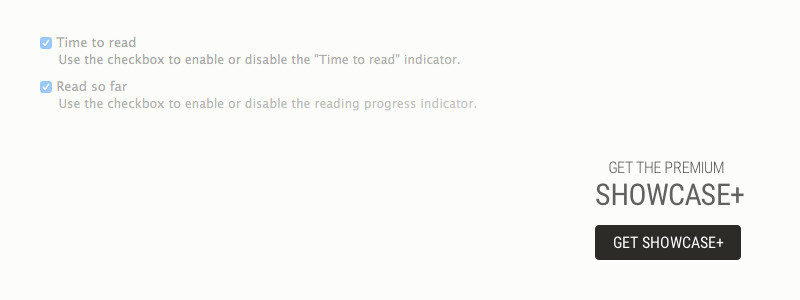 Time to read
Use the checkbox to enable or disable the "Time to read" indicator.
Read so far
Use the checkbox to enable or disable the reading progress indicator.
GET THE PREMIUM
SHOWCASE+
GET SHOWCASE+